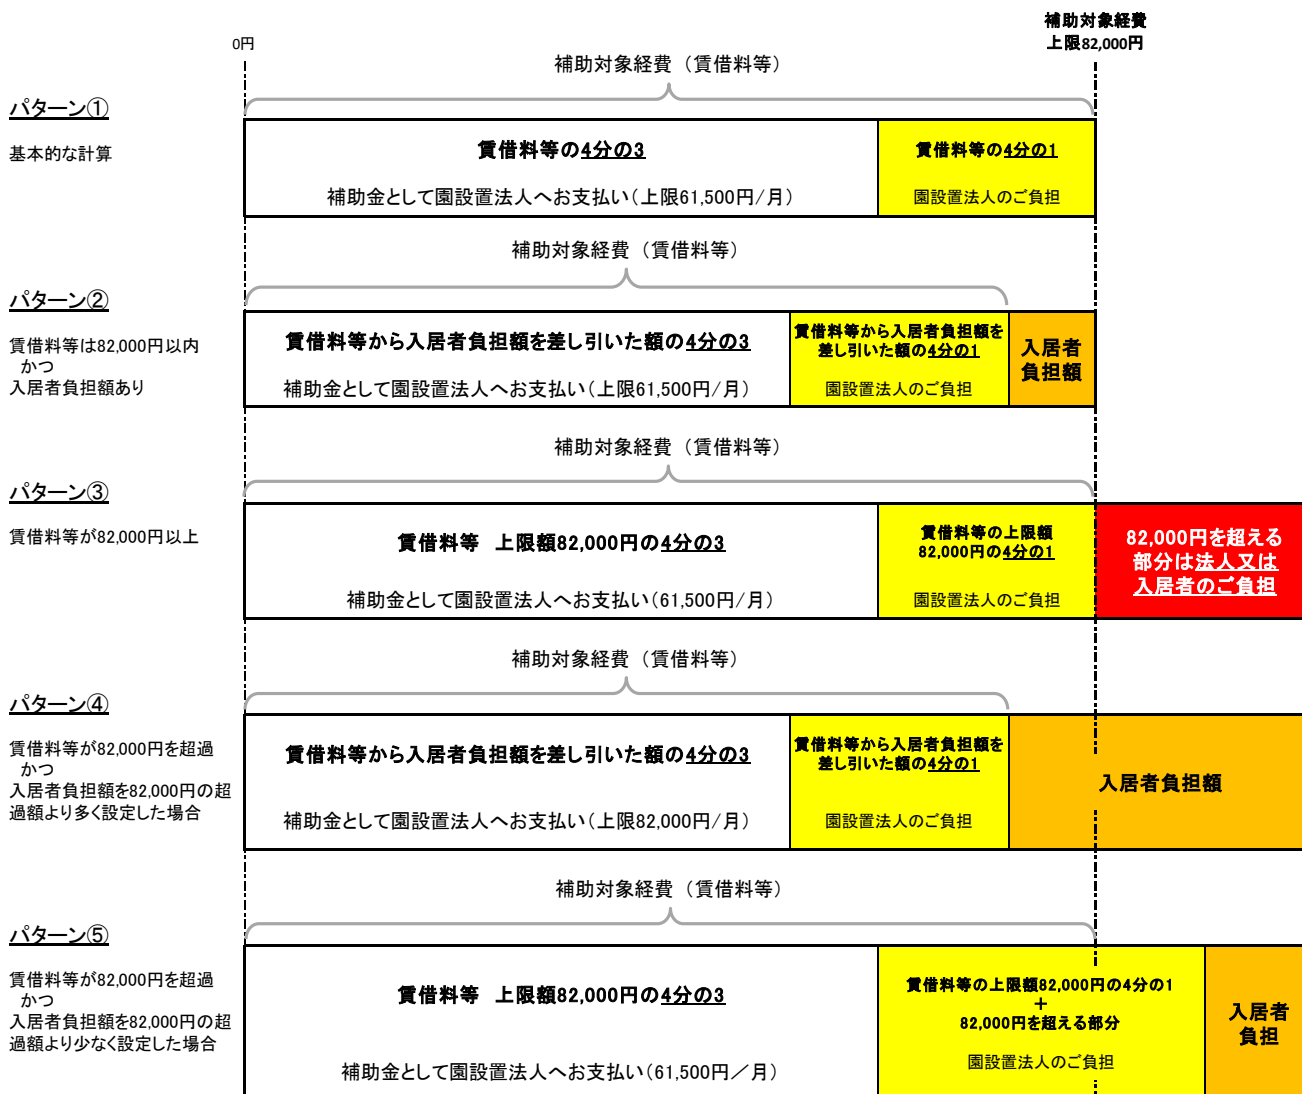 補助対象経費
上限82,000円
0円
補助対象経費（賃借料等）
パターン①
基本的な計算
賃借料等の4分の3
補助金として園設置法人へお支払い（上限61,500円/月）
賃借料等の4分の1
園設置法人のご負担
補助対象経費（賃借料等）
パターン②
賃借料等は82,000円以内
かつ
入居者負担額あり
賃借料等から入居者負担額を差し引いた額の4分の3
補助金として園設置法人へお支払い（上限61,500円/月）
賃借料等から入居者負担額を
差し引いた額の4分の1
園設置法人のご負担
入居者
負担額
補助対象経費（賃借料等）
パターン③
賃借料等が82,000円以上
賃借料等　上限額82,000円の4分の3
補助金として園設置法人へお支払い（61,500円/月）
賃借料等の上限額
82,000円の4分の1
園設置法人のご負担
82,000円を超える
部分は法人又は
入居者のご負担
補助対象経費（賃借料等）
パターン④
賃借料等が82,000円を超過
かつ
入居者負担額を82,000円の超
過額より多く設定した場合
賃借料等から入居者負担額を差し引いた額の4分の3
補助金として園設置法人へお支払い（上限82,000円/月）
賃借料等から入居者負担額を
差し引いた額の4分の1
園設置法人のご負担
入居者負担額
補助対象経費（賃借料等）
パターン⑤
賃借料等が82,000円を超過
かつ
入居者負担額を82,000円の超
過額より少なく設定した場合
賃借料等　上限額82,000円の4分の3
補助金として園設置法人へお支払い（61,500円／月）
賃借料等の上限額82,000円の4分の1
+
82,000円を超える部分
園設置法人のご負担
入居者
負担